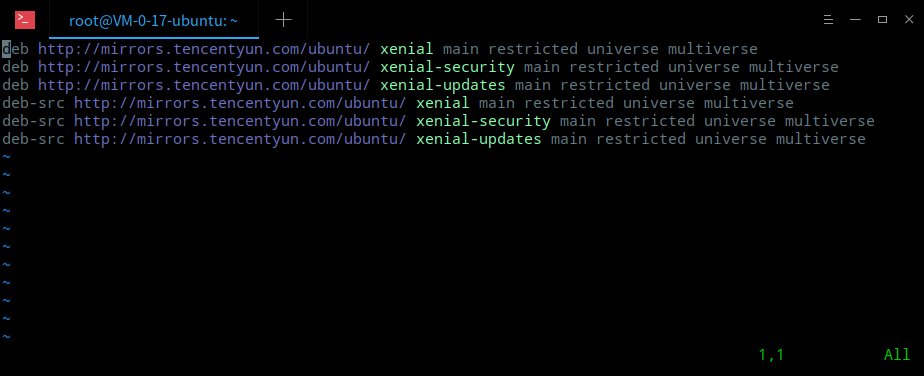 root@VM-0-17-ubuntu: ~
deb http://mirrors.tencentyun.com/ubuntu/ xenial main restricted universe multiverse
deb http://mirrors.tencentyun.com/ubuntu/ xenial-security main restricted universe multiverse
deb http://mirrors.tencentyun.com/ubuntu/ xenial-updates main restricted universe multiverse
deb-src http://mirrors.tencentyun.com/ubuntu/ xenial main restricted universe multiverse
deb-src http://mirrors.tencentyun.com/ubuntu/ xenial-security main restricted universe multiverse
deb-src http://mirrors.tencentyun.com/ubuntu/ xenial-updates main restricted universe multiverse
~
~
~
~
~
~
~
~
~
~
~
1,1 All